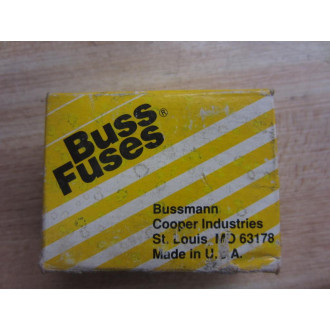 Buss®
Fuses
Bussmann
Cooper Industries
St. Louis MO 63178
Made in U.S.A.